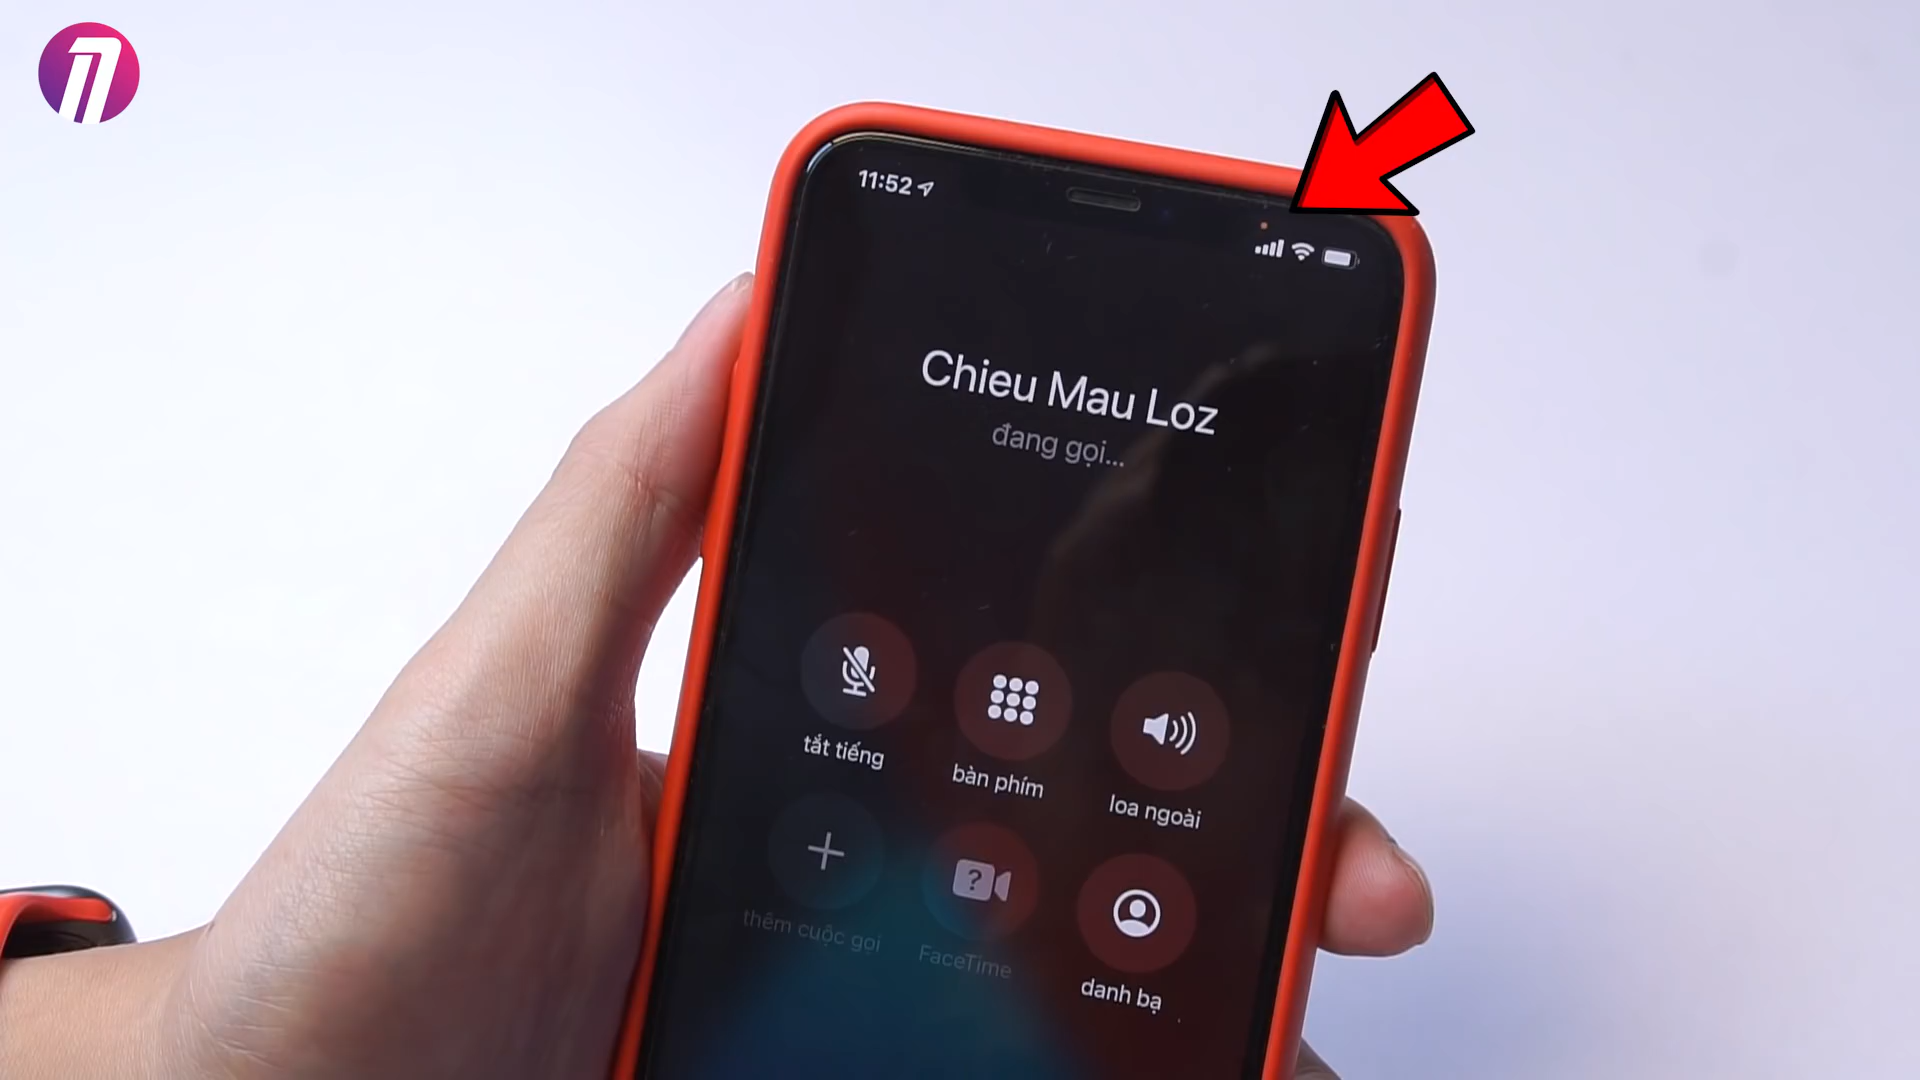 11:52
Chieu Mau Loz
đang gọi...
tắt tiếng
bàn phím
loa ngoài
thêm cuộc gọi
FaceTime
danh bạ